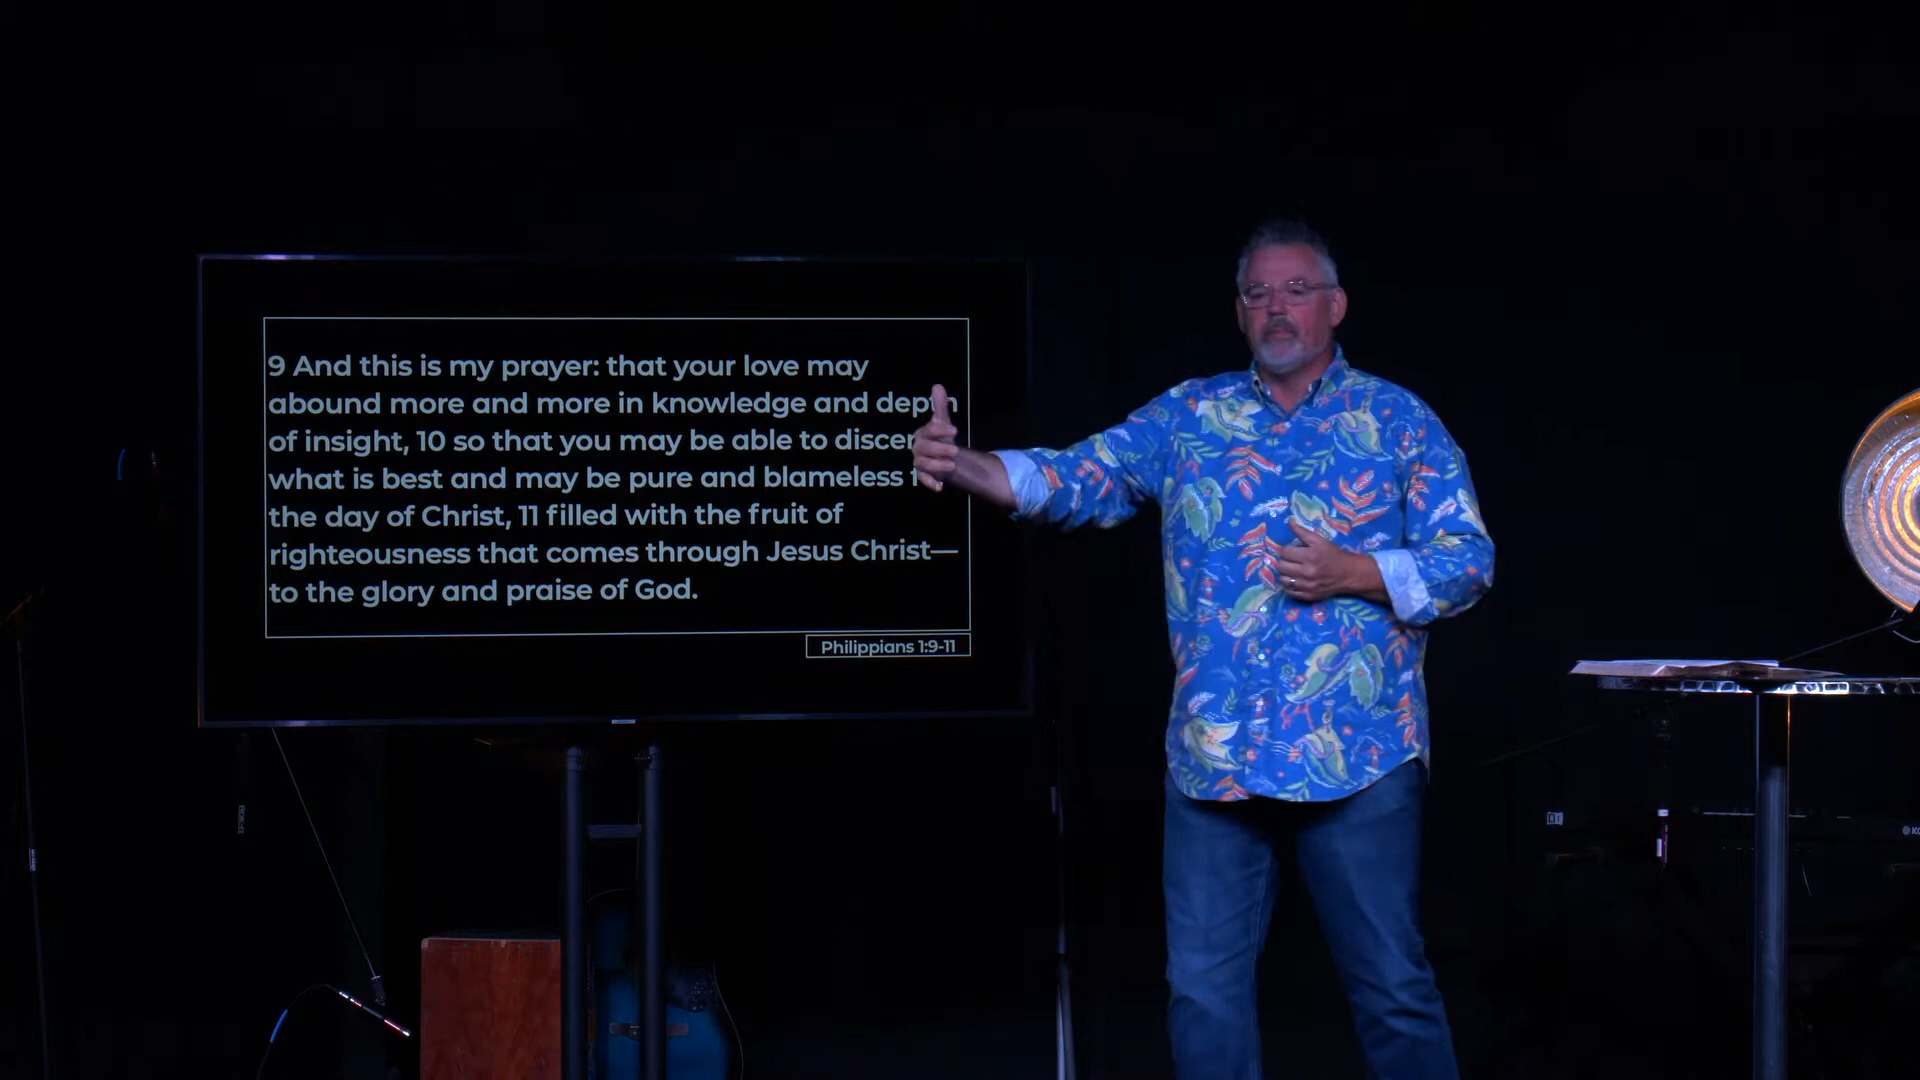 9 And this is my prayer: that your love may
abound more and more in knowledge and depth
of insight, 10 so that you may be able to discern
what is best and may be pure and blameless
the day of Christ, 11 filled with the fruit of
righteousness that comes through Jesus Christ—
to the glory and praise of God.
Philippians 1:9-11